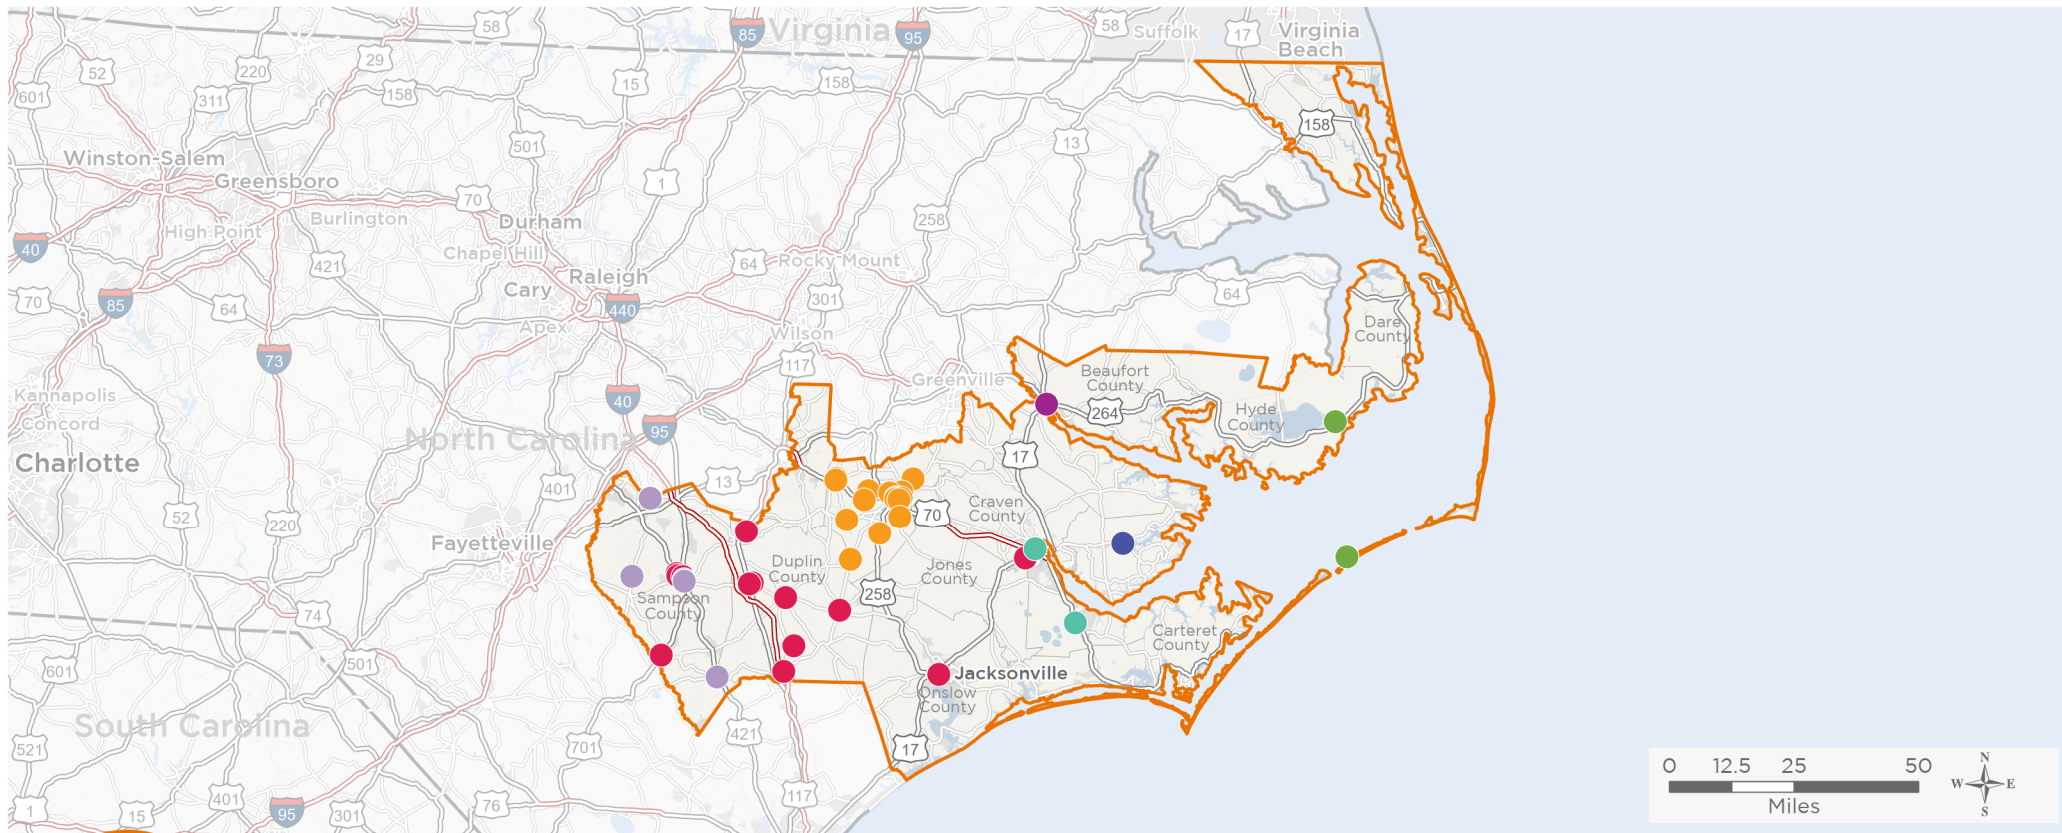 58
85
Virginia
95
58
Suffolk
17
Virginia
Beach
52
220
29
15
158
601
311
158
158
501
13
Winston-Salem
Greensboro
1
70
Burlington
258
High Point
Durham
40
Chapel Hill
421
64
Rocky Mount
Raleigh
Cary
70
85
64
440
301
64
Apex
Wilson
Dare
County
73
117
Kannapolis
Greenville
Beaufort
County
40
Concord
264
Hyde
County
North Carolina
95
Charlotte
17
401
13
52
220
70
Craven
County
Fayetteville
Duplin
County
Jones
County
258
Sampson
County
74
Carteret
County
601
501
Jacksonville
Onslow
County
South Carolina
521
701
421
17
1
15
401
95
301
76
117
0 12.5 25 50
Miles
N
W E
S